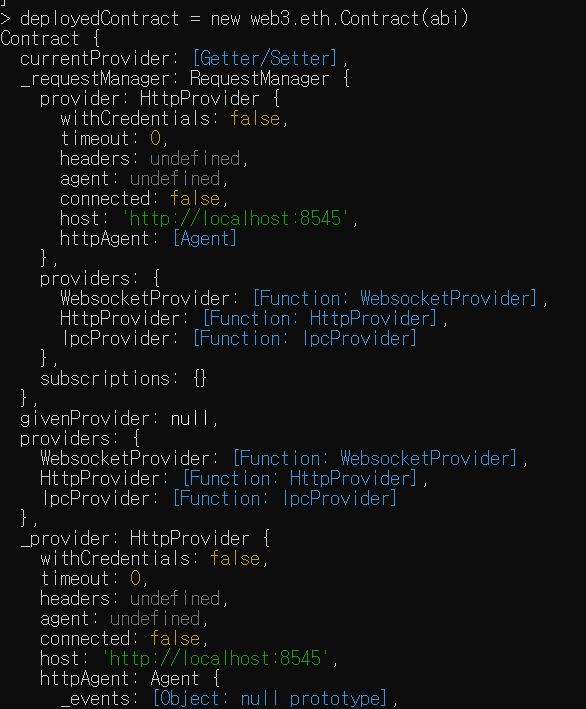 ]
> deployedContract = new web3.eth.Contract(abi)
Contract {
  currentProvider: [Getter/Setter],
  _requestManager: RequestManager {
    provider: HttpProvider {
      withCredentials: false,
      timeout: 0,
      headers: undefined,
      agent: undefined,
      connected: false,
      host: 'http://localhost:8545',
      httpAgent: [Agent]
    },
    providers: {
      WebsocketProvider: [Function: WebsocketProvider],
      HttpProvider: [Function: HttpProvider],
      IpcProvider: [Function: IpcProvider]
    },
    subscriptions: {}
  },
  givenProvider: null,
  providers: {
    WebsocketProvider: [Function: WebsocketProvider],
    HttpProvider: [Function: HttpProvider],
    IpcProvider: [Function: IpcProvider]
  },
  _provider: HttpProvider {
    withCredentials: false,
    timeout: 0,
    headers: undefined,
    agent: undefined,
    connected: false,
    host: 'http://localhost:8545',
    httpAgent: Agent {
      _events: [Object: null prototype],